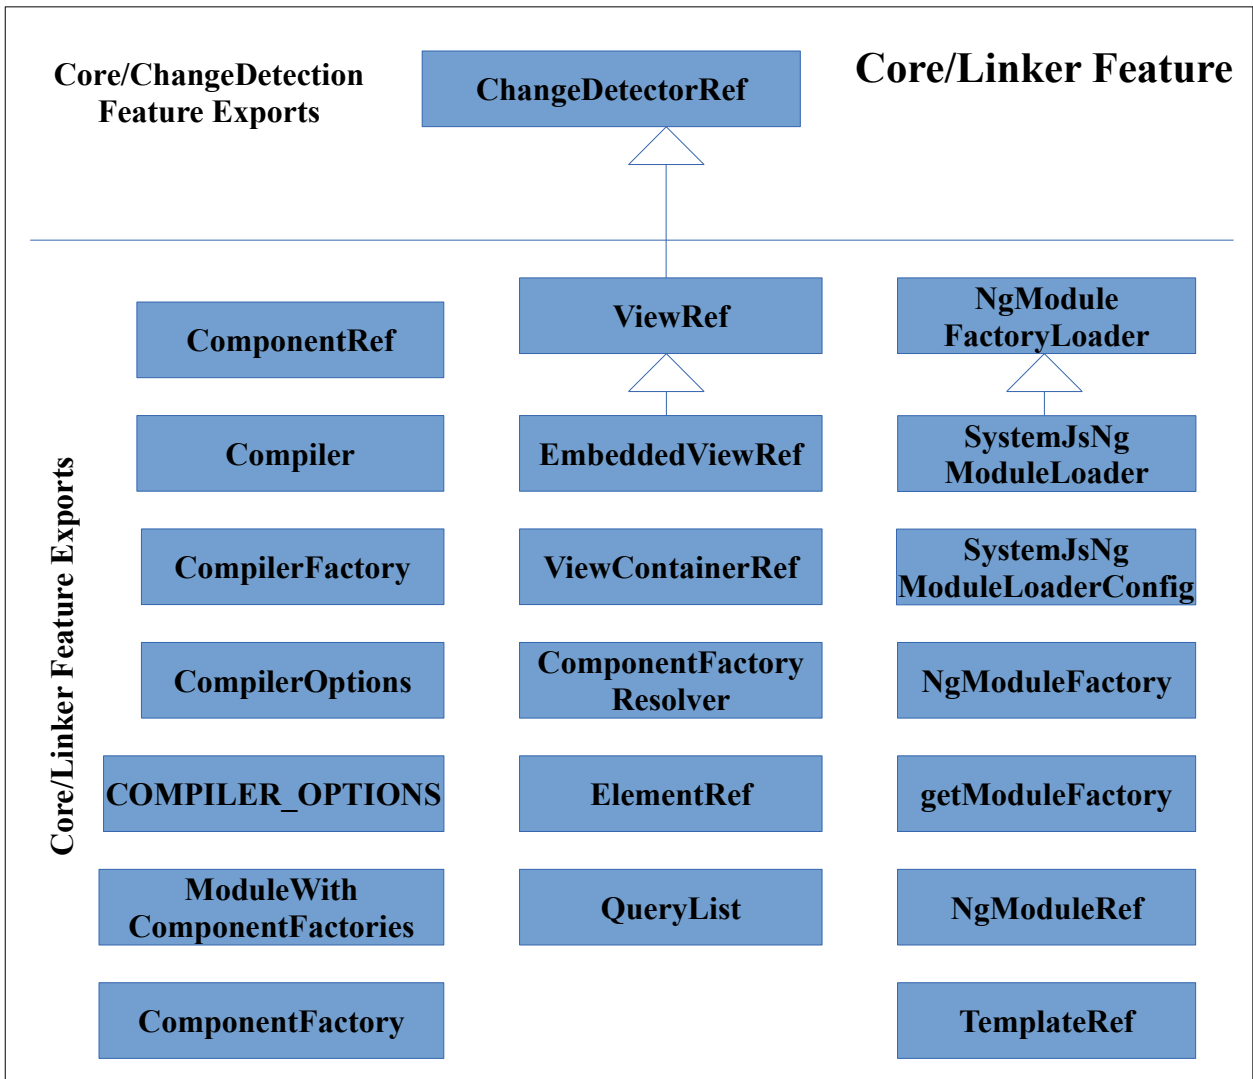 Core/ChangeDetection
Feature Exports
ChangeDetectorRef
Core/Linker Feature
Core/Linker Feature Exports
ComponentRef
Compiler
CompilerFactory
CompilerOptions
COMPILER_OPTIONS
ModuleWith
ComponentFactories
ComponentFactory
ViewRef
EmbeddedViewRef
ViewContainerRef
ComponentFactory
Resolver
ElementRef
QueryList
NgModule
FactoryLoader
SystemJsNg
ModuleLoader
SystemJsNg
ModuleLoaderConfig
NgModuleFactory
getModuleFactory
NgModuleRef
TemplateRef